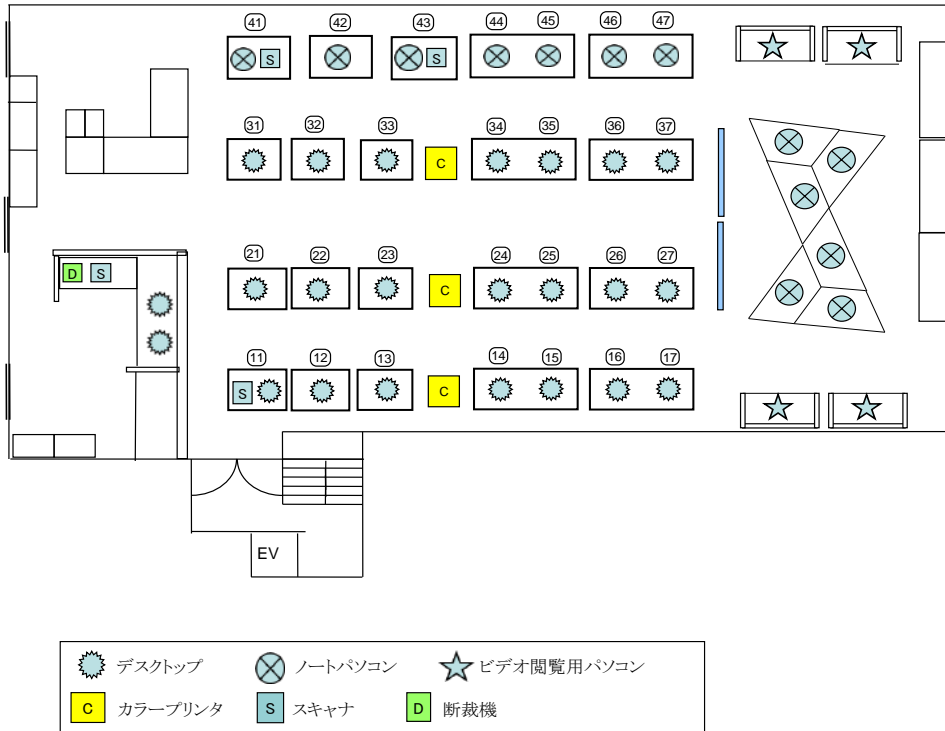 41 42 43 44 45 46 47
S S
31 32 33 34 35 36 37
C
21 22 23 24 25 26 27
D S
C
11 12 13 14 15 16 17
S C
EV
デスクトップ ノートパソコン ビデオ閲覧用パソコン
C カラープリンタ S スキャナ D 断裁機